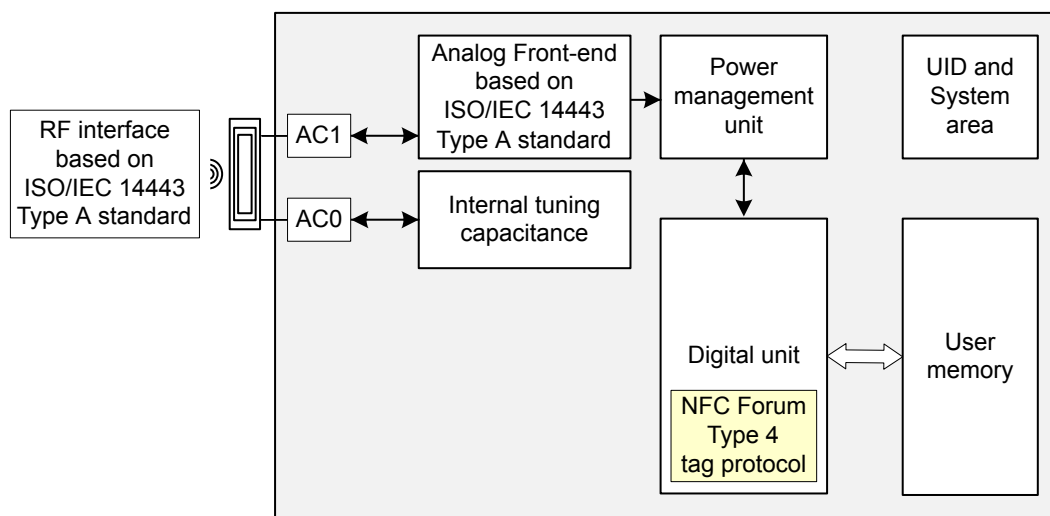 RF interface
based on
ISO/IEC 14443
Type A standard
AC1
AC0
Analog Front-end
based on
ISO/IEC 14443
Type A standard
Internal tuning
capacitance
Power
management
unit
Digital unit
NFC Forum
Type 4
tag protocol
UID and
System
area
User
memory